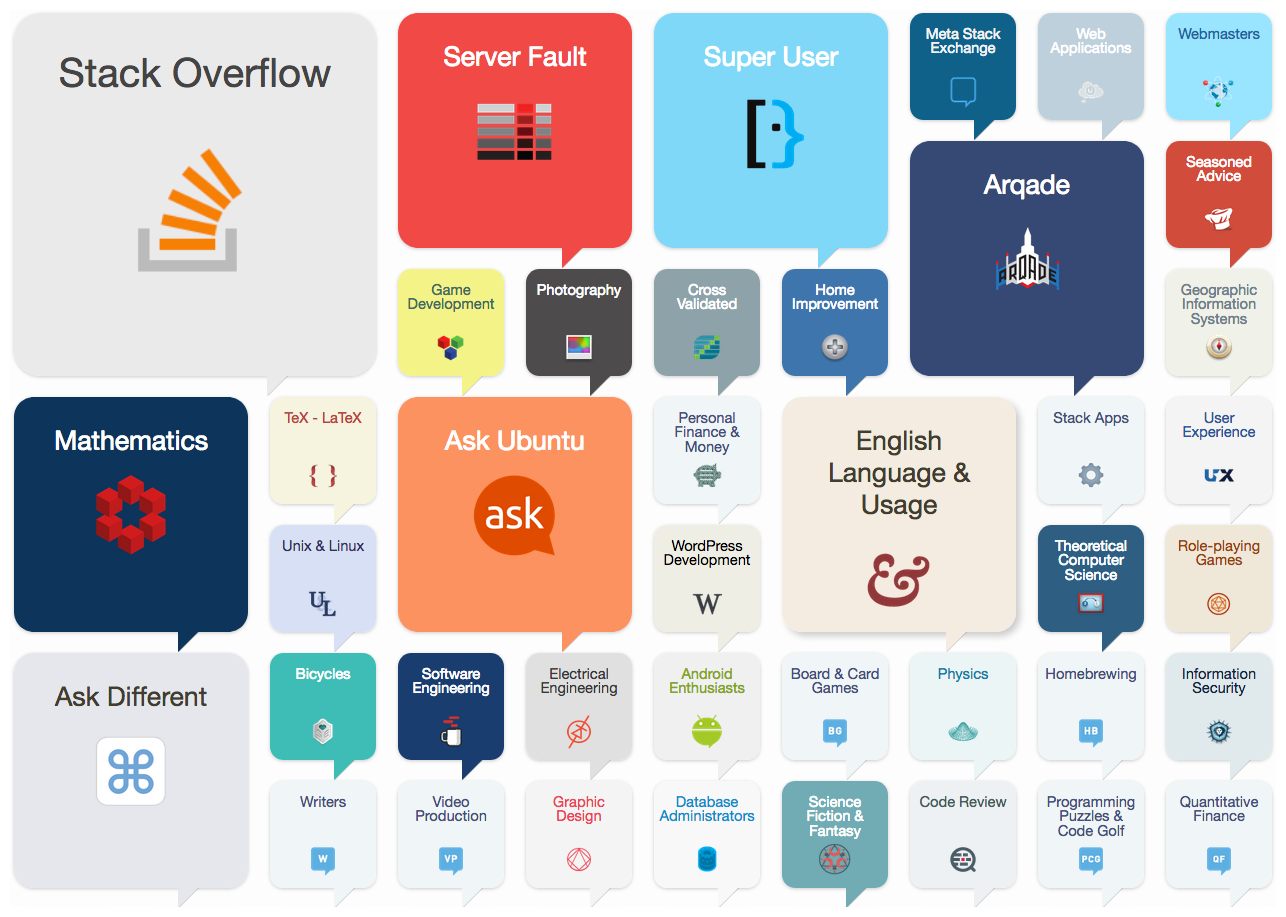 Stack Overflow
Server Fault
Super User
Meta Stack
Exchange
Web
Applications
Webmasters
Arqade
ARQADE
Seasoned
Advice
Game
Development
Photography
Cross
Validated
Home
Improvement
Geographic
Information
Systems
Mathematics
TeX - LaTeX
{ }
Ask Ubuntu
ask
Personal
Finance &
Money
English
Language &
Usage
&
Stack Apps
User
Experience
UX
Unix & Linux
UL
WordPress
Development
W
Theoretical
Computer
Science
Role-playing
Games
Ask Different
⌘
Bicycles
Software
Engineering
Electrical
Engineering
Android
Enthusiasts
Board & Card
Games
BG
Physics
Homebrewing
HB
Information
Security
Writers
W
Video
Production
VP
Graphic
Design
Database
Administrators
Science
Fiction &
Fantasy
Code Review
Programming
Puzzles &
Code Golf
PCG
Quantitative
Finance
QF